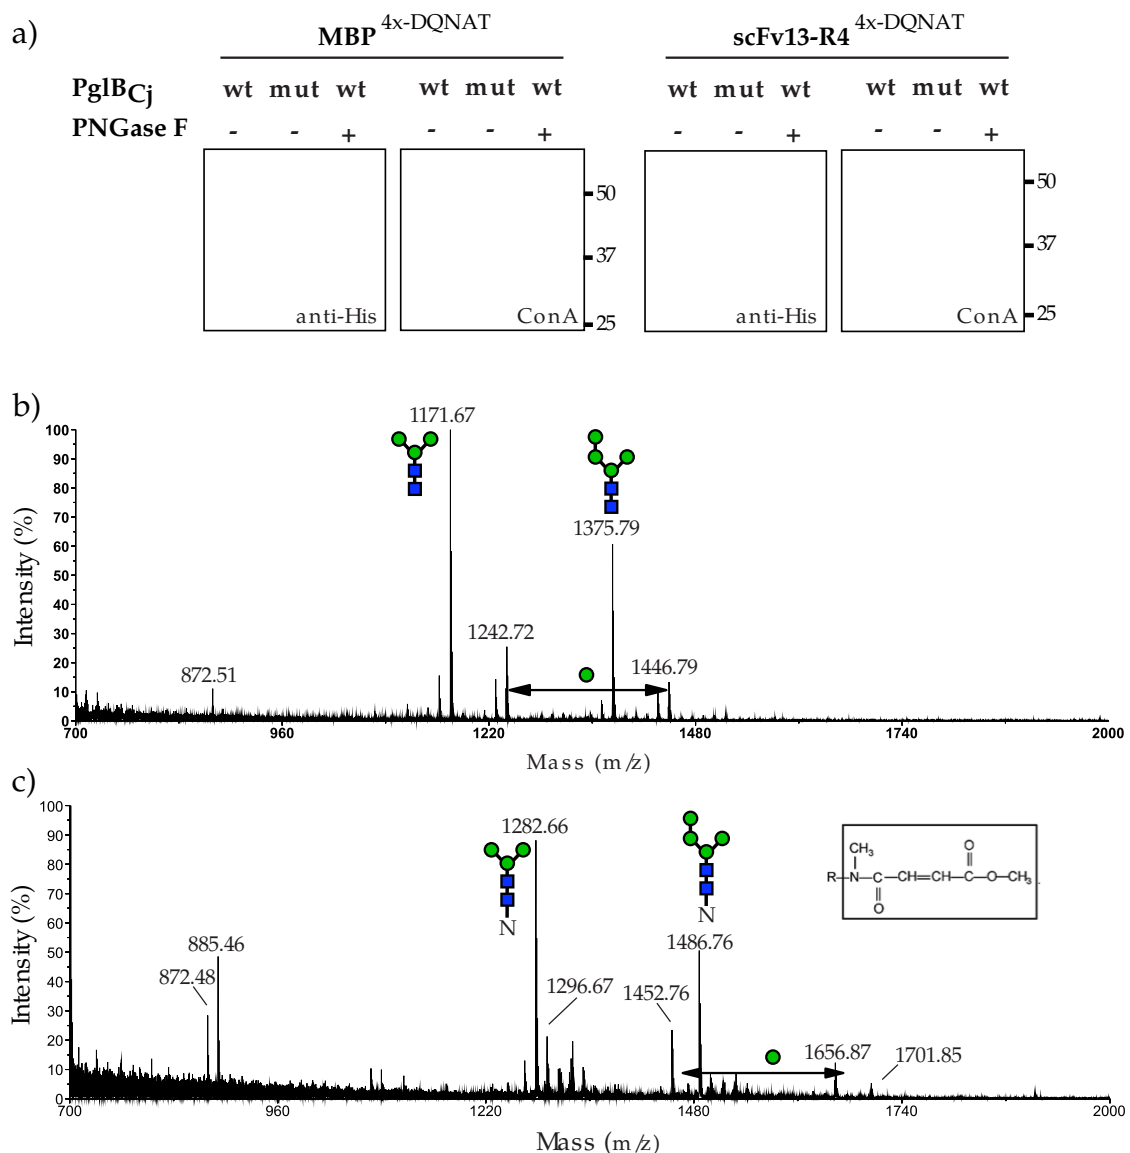 a)
MBP 4x-DQNAT scFv13-R4 4x-DQNAT
PglBCj wt mut wt wt mut wt wt mut wt wt mut wt
PNGase F - - + - - + - - + - - +
50 50
37 37
anti-His ConA 25 anti-His ConA 25
b)
1171.67
1375.79
1242.72
1446.79
872.51
Intensity (%)
100
90
80
70
60
50
40
30
20
10
0
700 960 1220 1480 1740 2000
Mass (m/z)
c)
1282.66
N
1486.76
N
CH3 O
R-N-C-CH=CH-C-O-CH3
O
885.46
872.48
1296.67
1452.76
1656.87
1701.85
Intensity (%)
100
90
80
70
60
50
40
30
20
10
0
700 960 1220 1480 1740 2000
Mass (m/z)